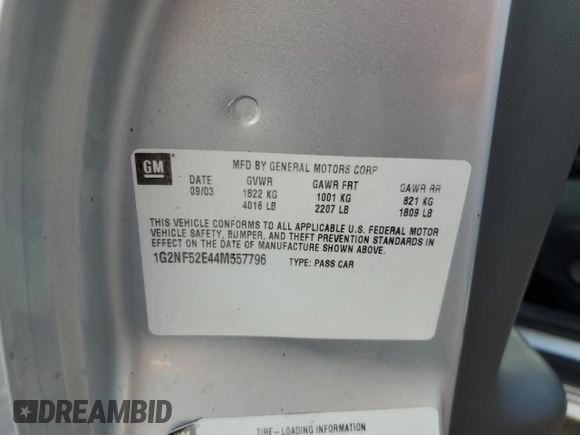 GM
MFD BY GENERAL MOTORS CORP
DATE GVWR GAWR FRT GAWR RR
09/03 1822 KG 1001 KG 821 KG
4016 LB 2207 LB 1809 LB
THIS VEHICLE CONFORMS TO ALL APPLICABLE U.S. FEDERAL MOTOR
VEHICLE SAFETY, BUMPER, AND THEFT PREVENTION STANDARDS IN
EFFECT ON THE DATE OF MANUFACTURE SHOWN ABOVE.
1G2NF52E44M557796 TYPE: PASS CAR
TIRE-LOADING INFORMATION
DREAMBID